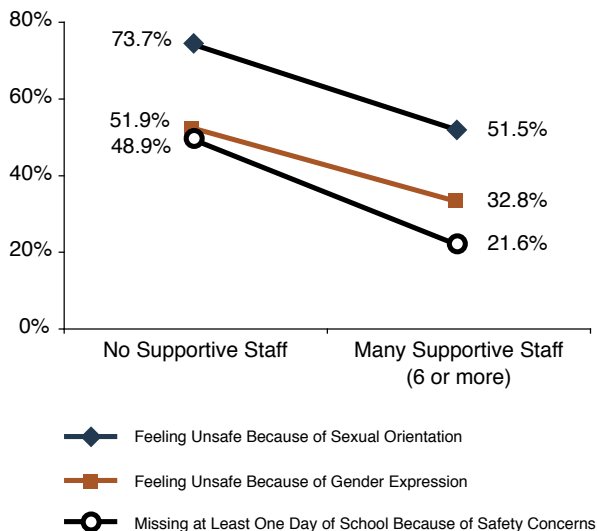 80%
73.7%
60%
51.9%
51.5%
48.9%
40%
32.8%
20%
21.6%
0%
No Supportive Staff
Many Supportive Staff
(6 or more)
Feeling Unsafe Because of Sexual Orientation
Feeling Unsafe Because of Gender Expression
Missing at Least One Day of School Because of Safety Concerns